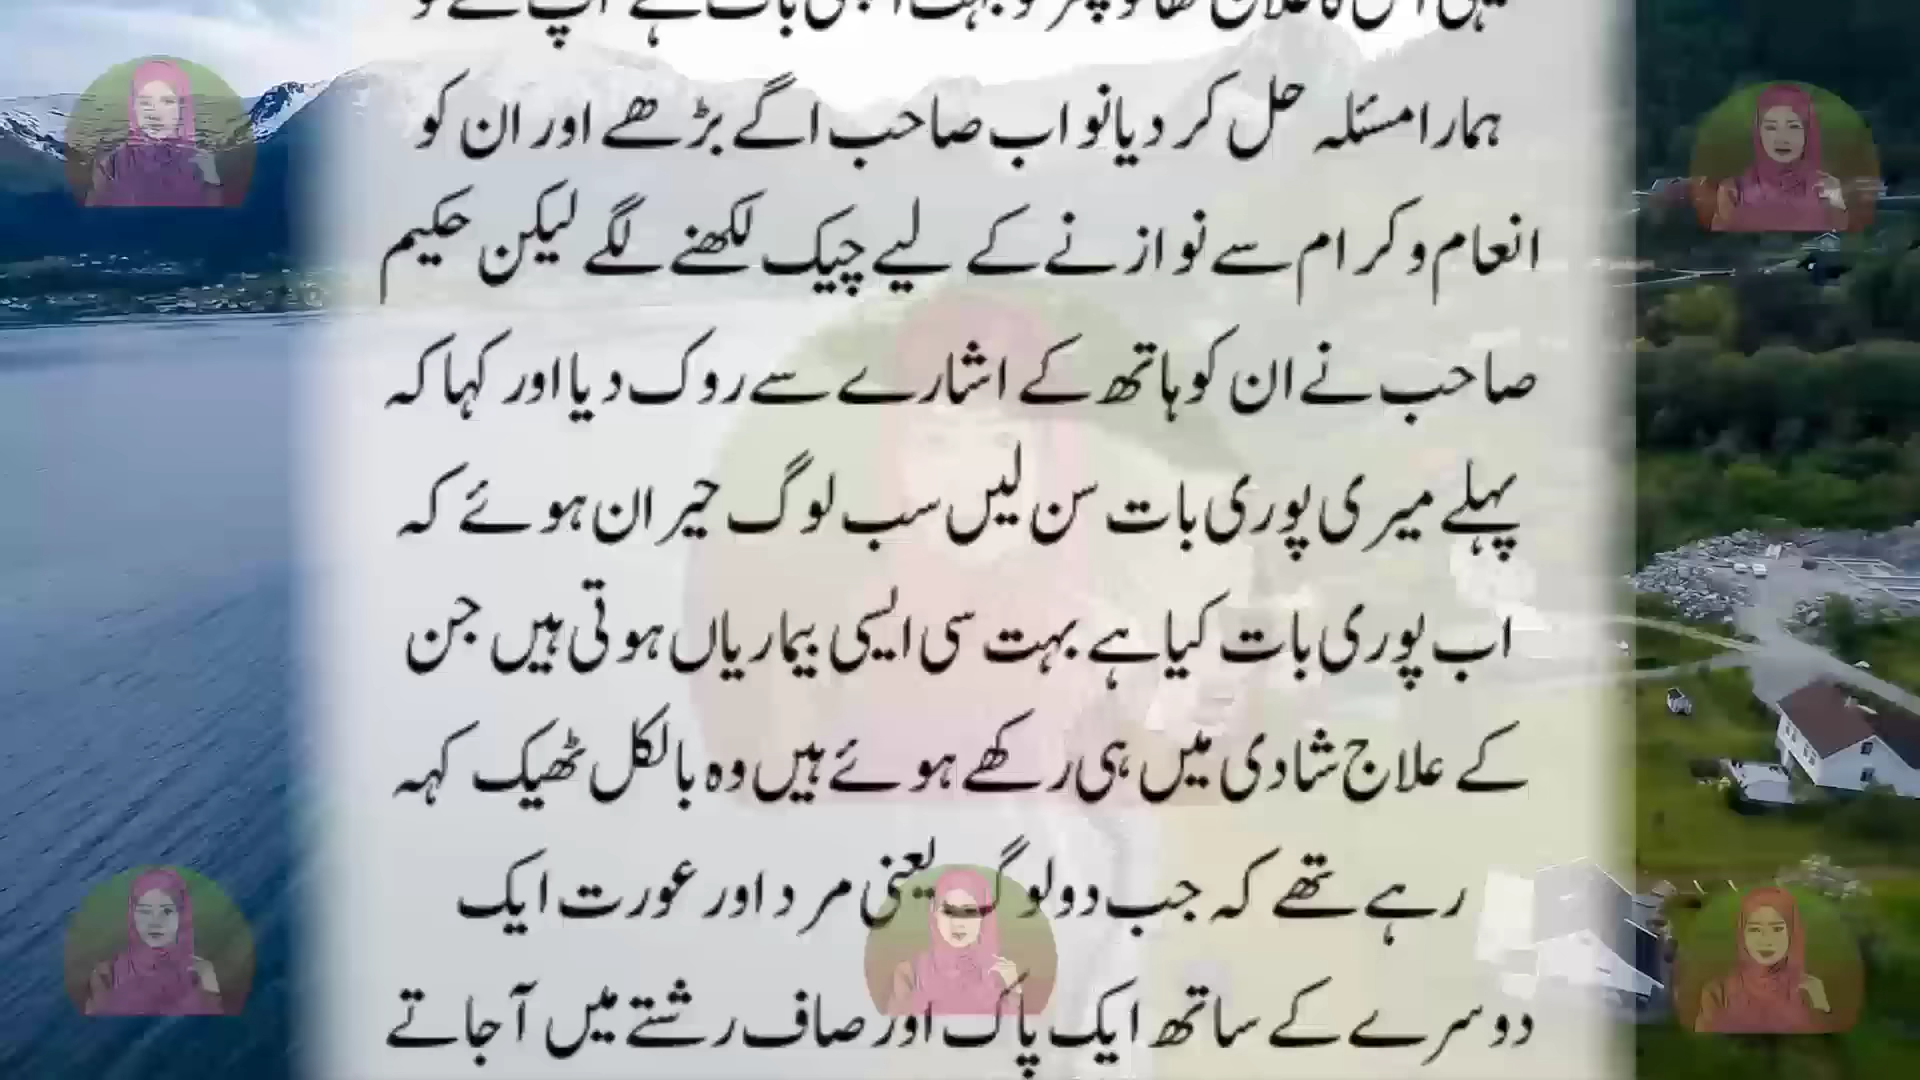 ہمارا مسئلہ حل کر دیا نواب صاحب اگے بڑھے اور ان کو
انعام و کرام سے نوازنے کے لیے چیک لکھنے لگے لیکن حکیم
صاحب نے ان کو ہاتھ کے اشارے سے روک دیا اور کہا کہ
پہلے میری پوری بات سن لیں سب لوگ حیران ہوئے کہ
اب پوری بات کیا ہے بہت سی ایسی بیماریاں ہوتی ہیں جن
کے علاج شادی میں ہی رکھے ہوئے ہیں وہ بالکل ٹھیک کہہ
رہے تھے کہ جب دو لوگ یعنی مرد اور عورت ایک
دوسرے کے ساتھ ایک پاک اور صاف رشتے میں آ جاتے